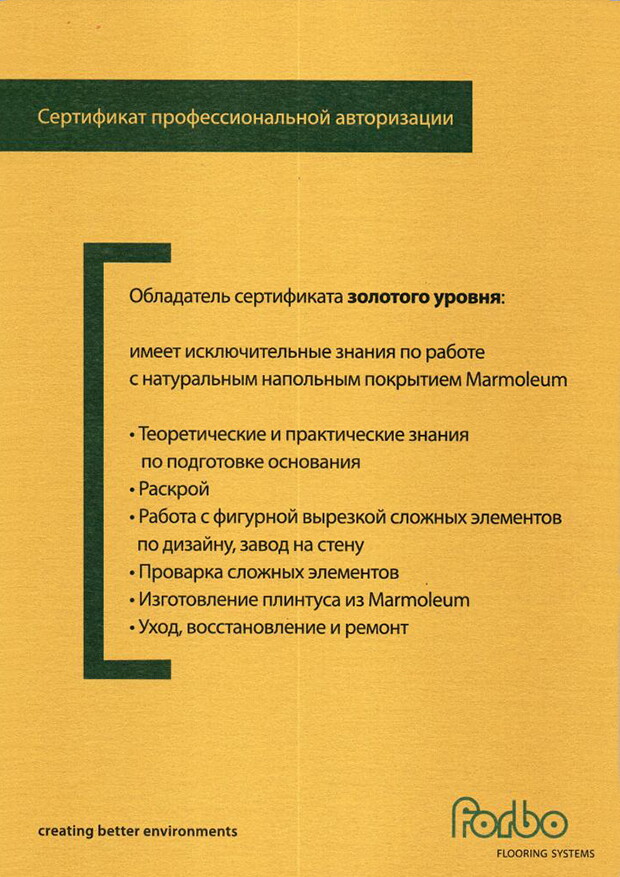 Сертификат профессиональной авторизации
Обладатель сертификата золотого уровня:
имеет исключительные знания по работе
с натуральным напольным покрытием Marmoleum
• Теоретические и практические знания
по подготовке основания
• Раскрой
• Работа с фигурной вырезкой сложных элементов
по дизайну, завод на стену
• Проварка сложных элементов
• Изготовление плинтуса из Marmoleum
• Уход, восстановление и ремонт
creating better environments
forbo
FLOORING SYSTEMS